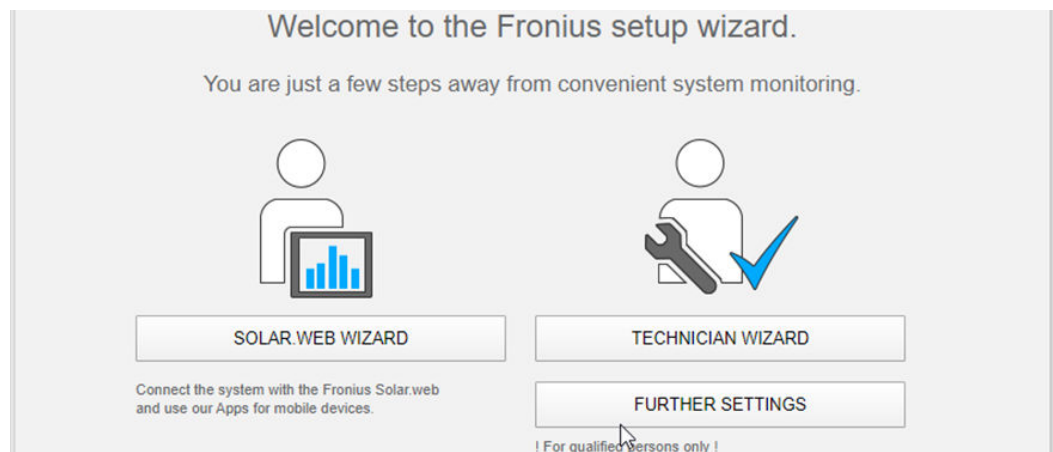 Welcome to the Fronius setup wizard.
You are just a few steps away from convenient system monitoring.
SOLAR.WEB WIZARD
TECHNICIAN WIZARD
Connect the system with the Fronius Solar.web
and use our Apps for mobile devices.
FURTHER SETTINGS
! For qualified persons only !